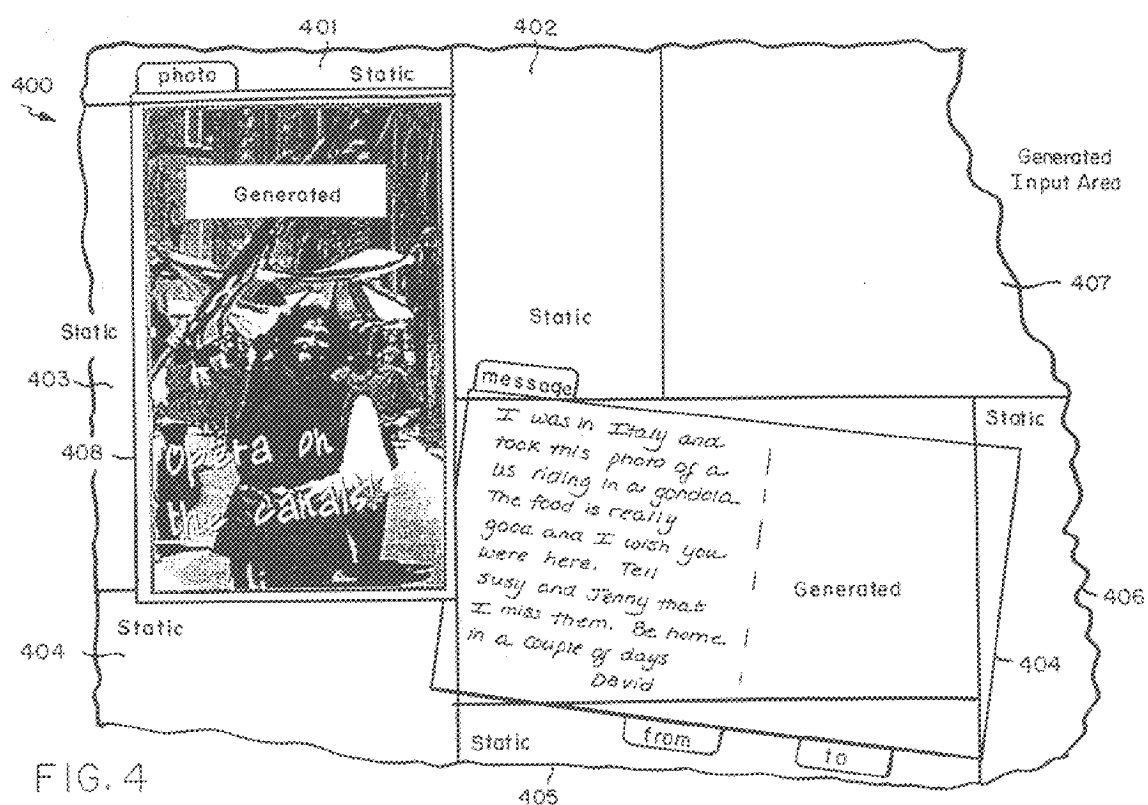 401
402
400
photo
Static
Generated
Input Area
Generated
407
Static
Static
403
message
Static
I was in Italy and
took this photo of a
us riding in a gondola
The food is really
good and I wish you
were here. Tell
susy and Jenny that
I miss them. Be home
in a couple of days
David
408
opera on
the canals!
Generated
406
Static
404
404
Static
from
to
FIG. 4
405